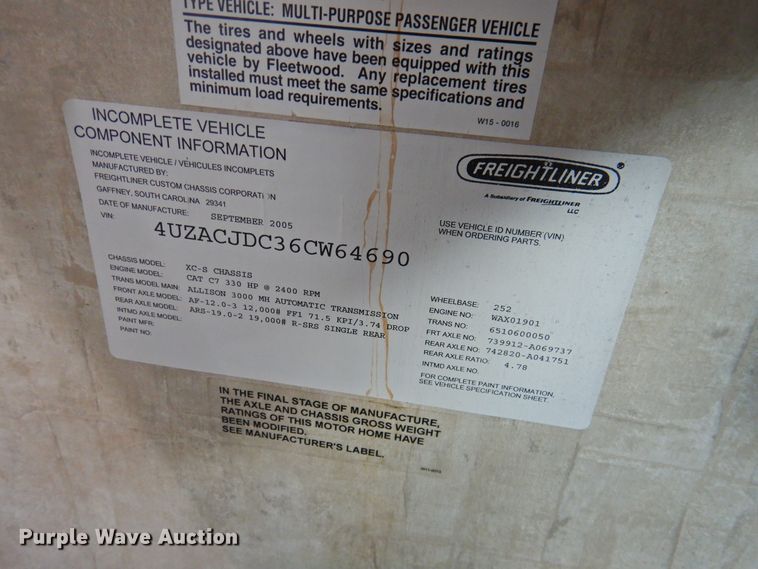 TYPE VEHICLE: MULTI-PURPOSE PASSENGER VEHICLE
The tires and wheels with sizes and ratings
designated above have been equipped with this
vehicle by Fleetwood. Any replacement tires
installed must meet the same specifications and
minimum load requirements.
W15 - 0016
INCOMPLETE VEHICLE
COMPONENT INFORMATION
INCOMPLETE VEHICLE / VÉHICULES INCOMPLETS
MANUFACTURED BY:
FREIGHTLINER CUSTOM CHASSIS CORPORATION
GAFFNEY, SOUTH CAROLINA 29341
DATE OF MANUFACTURE: SEPTEMBER 2005
VIN: 4UZACJDC36CW64690
FREIGHTLINER ®
A Subsidiary of FREIGHTLINER
LLC
USE VEHICLE ID NUMBER (VIN)
WHEN ORDERING PARTS.
CHASSIS MODEL: XC-S CHASSIS
ENGINE MODEL: CAT C7 330 HP @ 2400 RPM
TRANS MODEL MAIN: ALLISON 3000 MH AUTOMATIC TRANSMISSION
FRONT AXLE MODEL: AF-12.0-3 12,000# FF1 71.5 KPI/3.74 DROP
REAR AXLE MODEL: ARS-19.0-2 19,000# R-SRS SINGLE REAR
INTMD AXLE MODEL:
PAINT MFR:
PAINT NO:
WHEELBASE: 252
ENGINE NO: WAX01901
TRANS NO: 6510600050
FRT AXLE NO: 739912-A069737
REAR AXLE NO: 742820-A041751
REAR AXLE RATIO: 4.78
INTMD AXLE NO:
FOR COMPLETE PAINT INFORMATION,
SEE VEHICLE SPECIFICATION SHEET.
IN THE FINAL STAGE OF MANUFACTURE,
THE AXLE AND CHASSIS GROSS WEIGHT
RATINGS OF THIS MOTOR HOME HAVE
BEEN MODIFIED.
SEE MANUFACTURER'S LABEL.
Purple Wave Auction